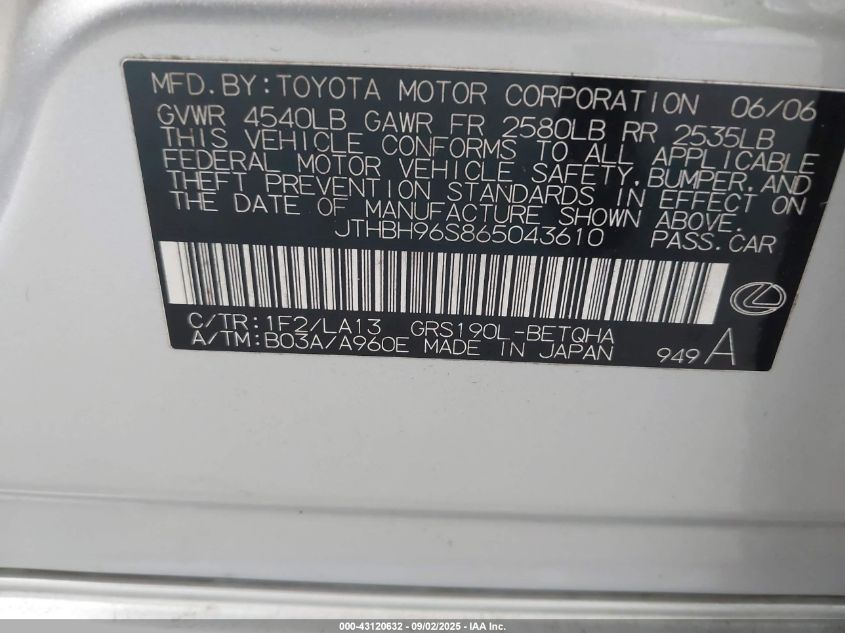 MFD. BY: TOYOTA MOTOR CORPORATION 06/06
GVWR 4540LB GAWR FR 2580LB RR 2535LB
THIS VEHICLE CONFORMS TO ALL APPLICABLE
FEDERAL MOTOR VEHICLE SAFETY, BUMPER, AND
THEFT PREVENTION STANDARDS IN EFFECT ON
THE DATE OF MANUFACTURE SHOWN ABOVE.
JTHBH96S865043610 PASS. CAR
C/TR: 1F2/LA13 GRS190L-BETQHA
A/TM: B03A/A960E MADE IN JAPAN 949 A
000-43120632 - 09/02/2025 - IAA Inc.